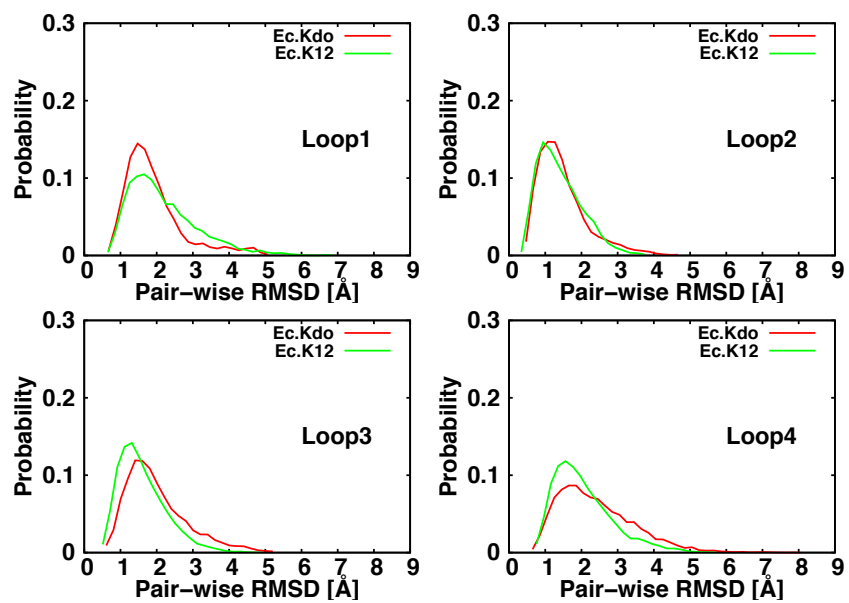 0.3
0.2
0.1
0
Probability
Ec.Kdo
Ec.K12
Loop1
0 1 2 3 4 5 6 7 8 9
Pair-wise RMSD [Å]
0.3
0.2
0.1
0
Probability
Ec.Kdo
Ec.K12
Loop2
0 1 2 3 4 5 6 7 8 9
Pair-wise RMSD [Å]
0.3
0.2
0.1
0
Probability
Ec.Kdo
Ec.K12
Loop3
0 1 2 3 4 5 6 7 8 9
Pair-wise RMSD [Å]
0.3
0.2
0.1
0
Probability
Ec.Kdo
Ec.K12
Loop4
0 1 2 3 4 5 6 7 8 9
Pair-wise RMSD [Å]